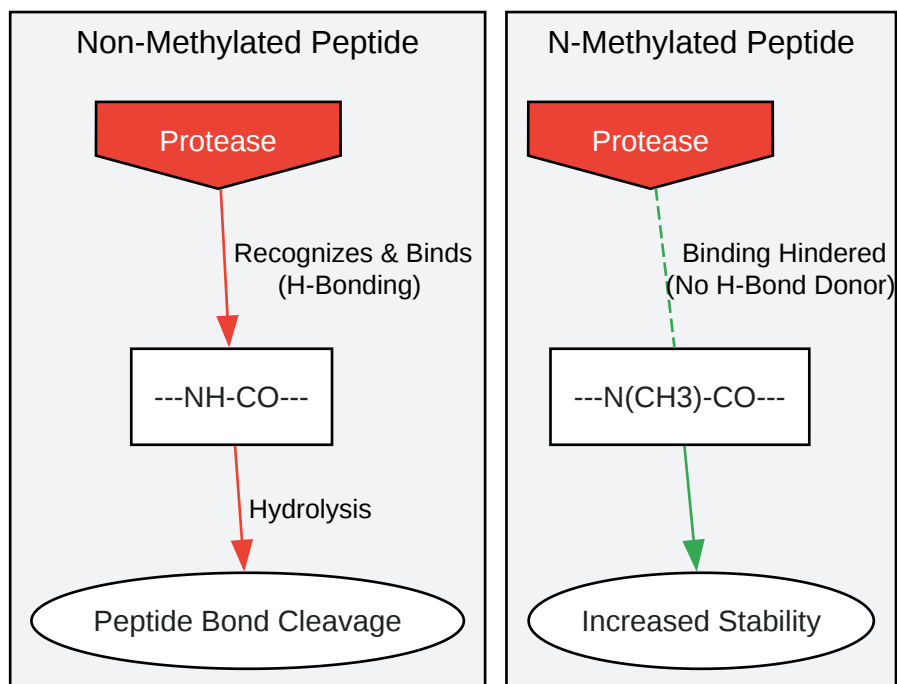 Non-Methylated Peptide
Protease
Recognizes & Binds
(H-Bonding)
---NH-CO---
Hydrolysis
Peptide Bond Cleavage
N-Methylated Peptide
Protease
Binding Hindered
(No H-Bond Donor)
---N(CH3)-CO---
Increased Stability